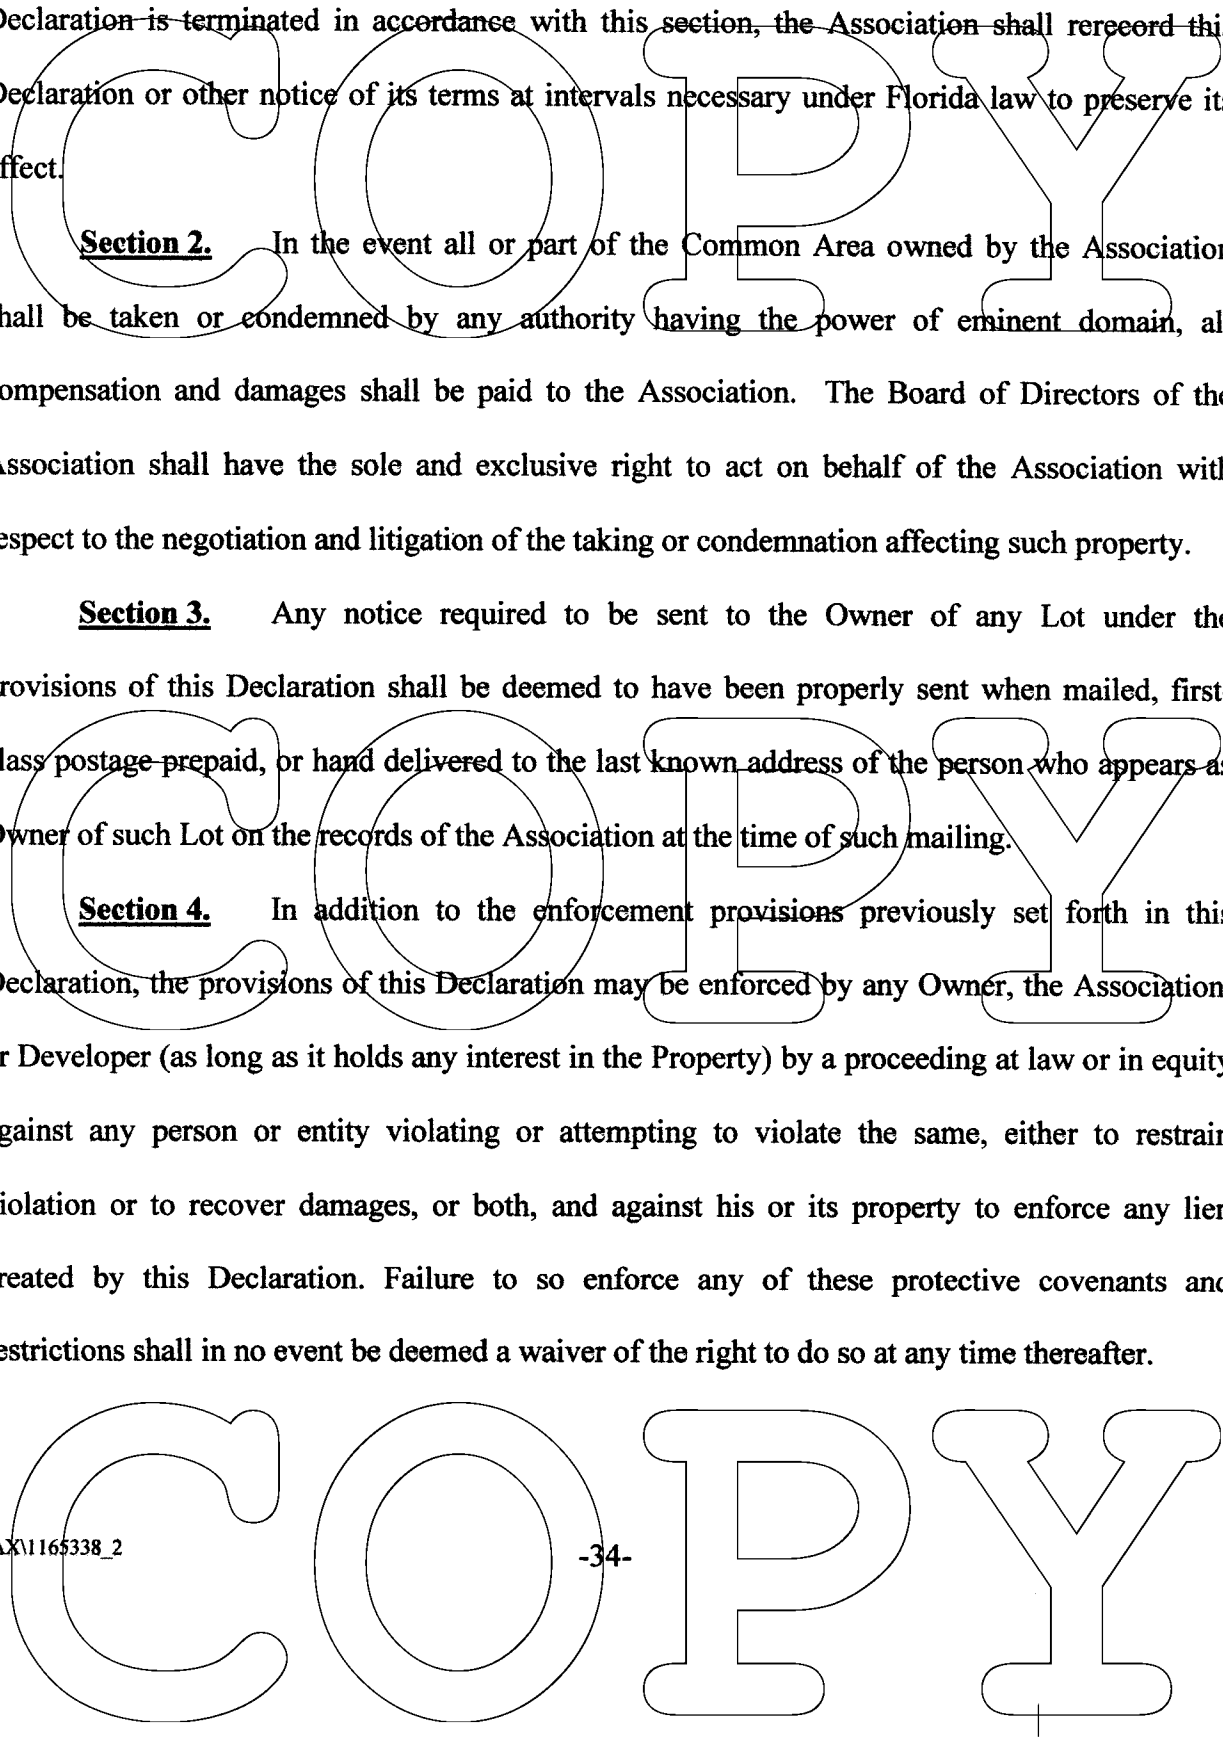 Declaration is terminated in accordance with this section, the Association shall rerecord this
Declaration or other notice of its terms at intervals necessary under Florida law to preserve its
effect.
Section 2. In the event all or part of the Common Area owned by the Association
shall be taken or condemned by any authority having the power of eminent domain, all
compensation and damages shall be paid to the Association. The Board of Directors of the
Association shall have the sole and exclusive right to act on behalf of the Association with
respect to the negotiation and litigation of the taking or condemnation affecting such property.
Section 3. Any notice required to be sent to the Owner of any Lot under the
provisions of this Declaration shall be deemed to have been properly sent when mailed, first-
class postage prepaid, or hand delivered to the last known address of the person who appears as
Owner of such Lot on the records of the Association at the time of such mailing.
Section 4. In addition to the enforcement provisions previously set forth in this
Declaration, the provisions of this Declaration may be enforced by any Owner, the Association
or Developer (as long as it holds any interest in the Property) by a proceeding at law or in equity
against any person or entity violating or attempting to violate the same, either to restrain
violation or to recover damages, or both, and against his or its property to enforce any lien
created by this Declaration. Failure to so enforce any of these protective covenants and
restrictions shall in no event be deemed a waiver of the right to do so at any time thereafter.
AX\1165338_2
-34-
COPY
COPY
COPY